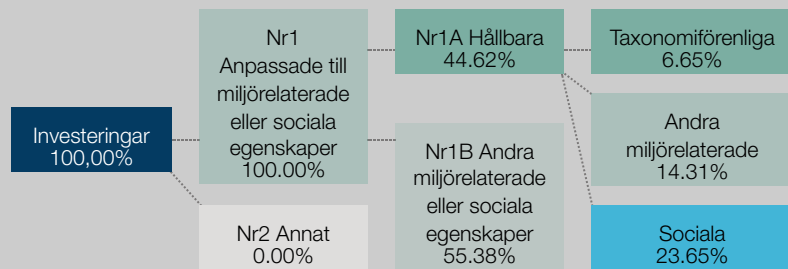 Investeringar
100,00%
Nr1
Anpassade till
miljörelaterade
eller sociala
egenskaper
100.00%
Nr2 Annat
0.00%
Nr1A Hållbara
44.62%
Nr1B Andra
miljörelaterade
eller sociala
egenskaper
55.38%
Taxonomiförenliga
6.65%
Andra
miljörelaterade
14.31%
Sociala
23.65%